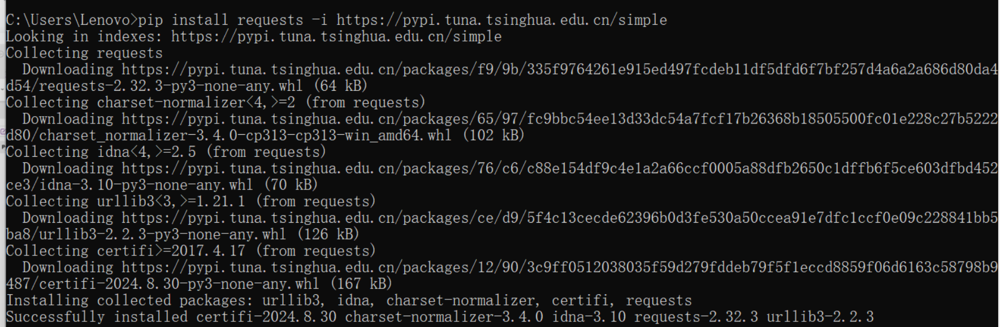 C:\Users\Lenovo>pip install requests -i https://pypi.tuna.tsinghua.edu.cn/simple
Looking in indexes: https://pypi.tuna.tsinghua.edu.cn/simple
Collecting requests
  Downloading https://pypi.tuna.tsinghua.edu.cn/packages/f9/9b/335f9764261e915ed497fcdeb11df5dfd6f7bf257d4a6a2a686d80da4
d54/requests-2.32.3-py3-none-any.whl (64 kB)
Collecting charset-normalizer<4,>=2 (from requests)
  Downloading https://pypi.tuna.tsinghua.edu.cn/packages/65/97/fc9bbc54ee13d33dc54a7fcf17b26368b18505500fc01e228c27b5222
d80/charset_normalizer-3.4.0-cp313-cp313-win_amd64.whl (102 kB)
Collecting idna<4,>=2.5 (from requests)
  Downloading https://pypi.tuna.tsinghua.edu.cn/packages/76/c6/c88e154df9c4e1a2a66ccf0005a88dfb2650c1dffb6f5ce603dfbd452
ce3/idna-3.10-py3-none-any.whl (70 kB)
Collecting urllib3<3,>=1.21.1 (from requests)
  Downloading https://pypi.tuna.tsinghua.edu.cn/packages/ce/d9/5f4c13cecde62396b0d3fe530a50ccea91e7dfc1ccf0e09c228841bb5
ba8/urllib3-2.2.3-py3-none-any.whl (126 kB)
Collecting certifi>=2017.4.17 (from requests)
  Downloading https://pypi.tuna.tsinghua.edu.cn/packages/12/90/3c9ff0512038035f59d279fddeb79f5f1eccd8859f06d6163c58798b9
487/certifi-2024.8.30-py3-none-any.whl (167 kB)
Installing collected packages: urllib3, idna, charset-normalizer, certifi, requests
Successfully installed certifi-2024.8.30 charset-normalizer-3.4.0 idna-3.10 requests-2.32.3 urllib3-2.2.3